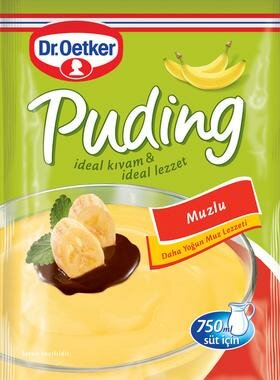 Dr.Oetker
Puding
ideal kıvam &
ideal lezzet
Muzlu
Daha Yoğun Muz Lezzeti
750ml
süt için